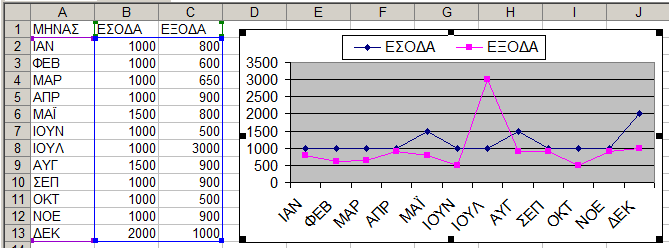 A B C D E F G H I J
1 ΜΗΝΑΣ ΕΣΟΔΑ ΕΞΟΔΑ
2 ΙΑΝ 1000 800
3 ΦΕΒ 1000 600
4 ΜΑΡ 1000 650
5 ΑΠΡ 1000 900
6 ΜΑΪ 1500 800
7 ΙΟΥΝ 1000 500
8 ΙΟΥΛ 1000 3000
9 ΑΥΓ 1500 900
10 ΣΕΠ 1000 900
11 ΟΚΤ 1000 500
12 ΝΟΕ 1000 900
13 ΔΕΚ 2000 1000
ΕΣΟΔΑ ΕΞΟΔΑ
3500
3000
2500
2000
1500
1000
500
0
ΙΑΝ ΦΕΒ ΜΑΡ ΑΠΡ ΜΑΪ ΙΟΥΝ ΙΟΥΛ ΑΥΓ ΣΕΠ ΟΚΤ ΝΟΕ ΔΕΚ